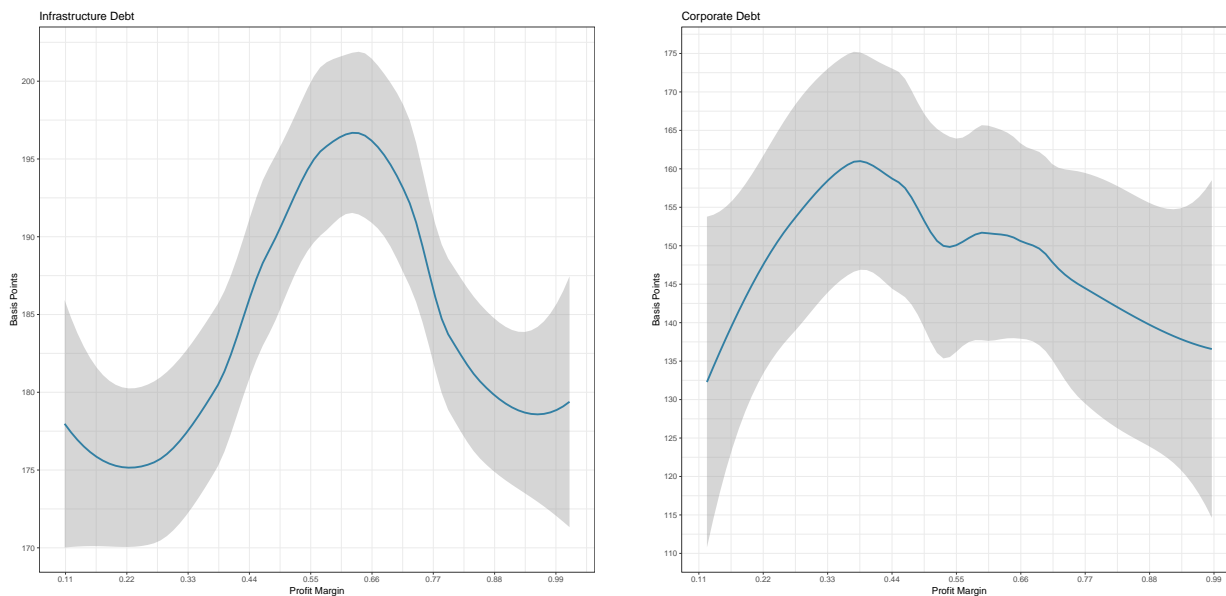 Infrastructure Debt
200
195
190
185
180
175
170
Basis Points
0.11 0.22 0.33 0.44 0.55 0.66 0.77 0.88 0.99
Profit Margin
Corporate Debt
175
170
165
160
155
150
145
140
135
130
125
120
115
110
Basis Points
0.11 0.22 0.33 0.44 0.55 0.66 0.77 0.88 0.99
Profit Margin